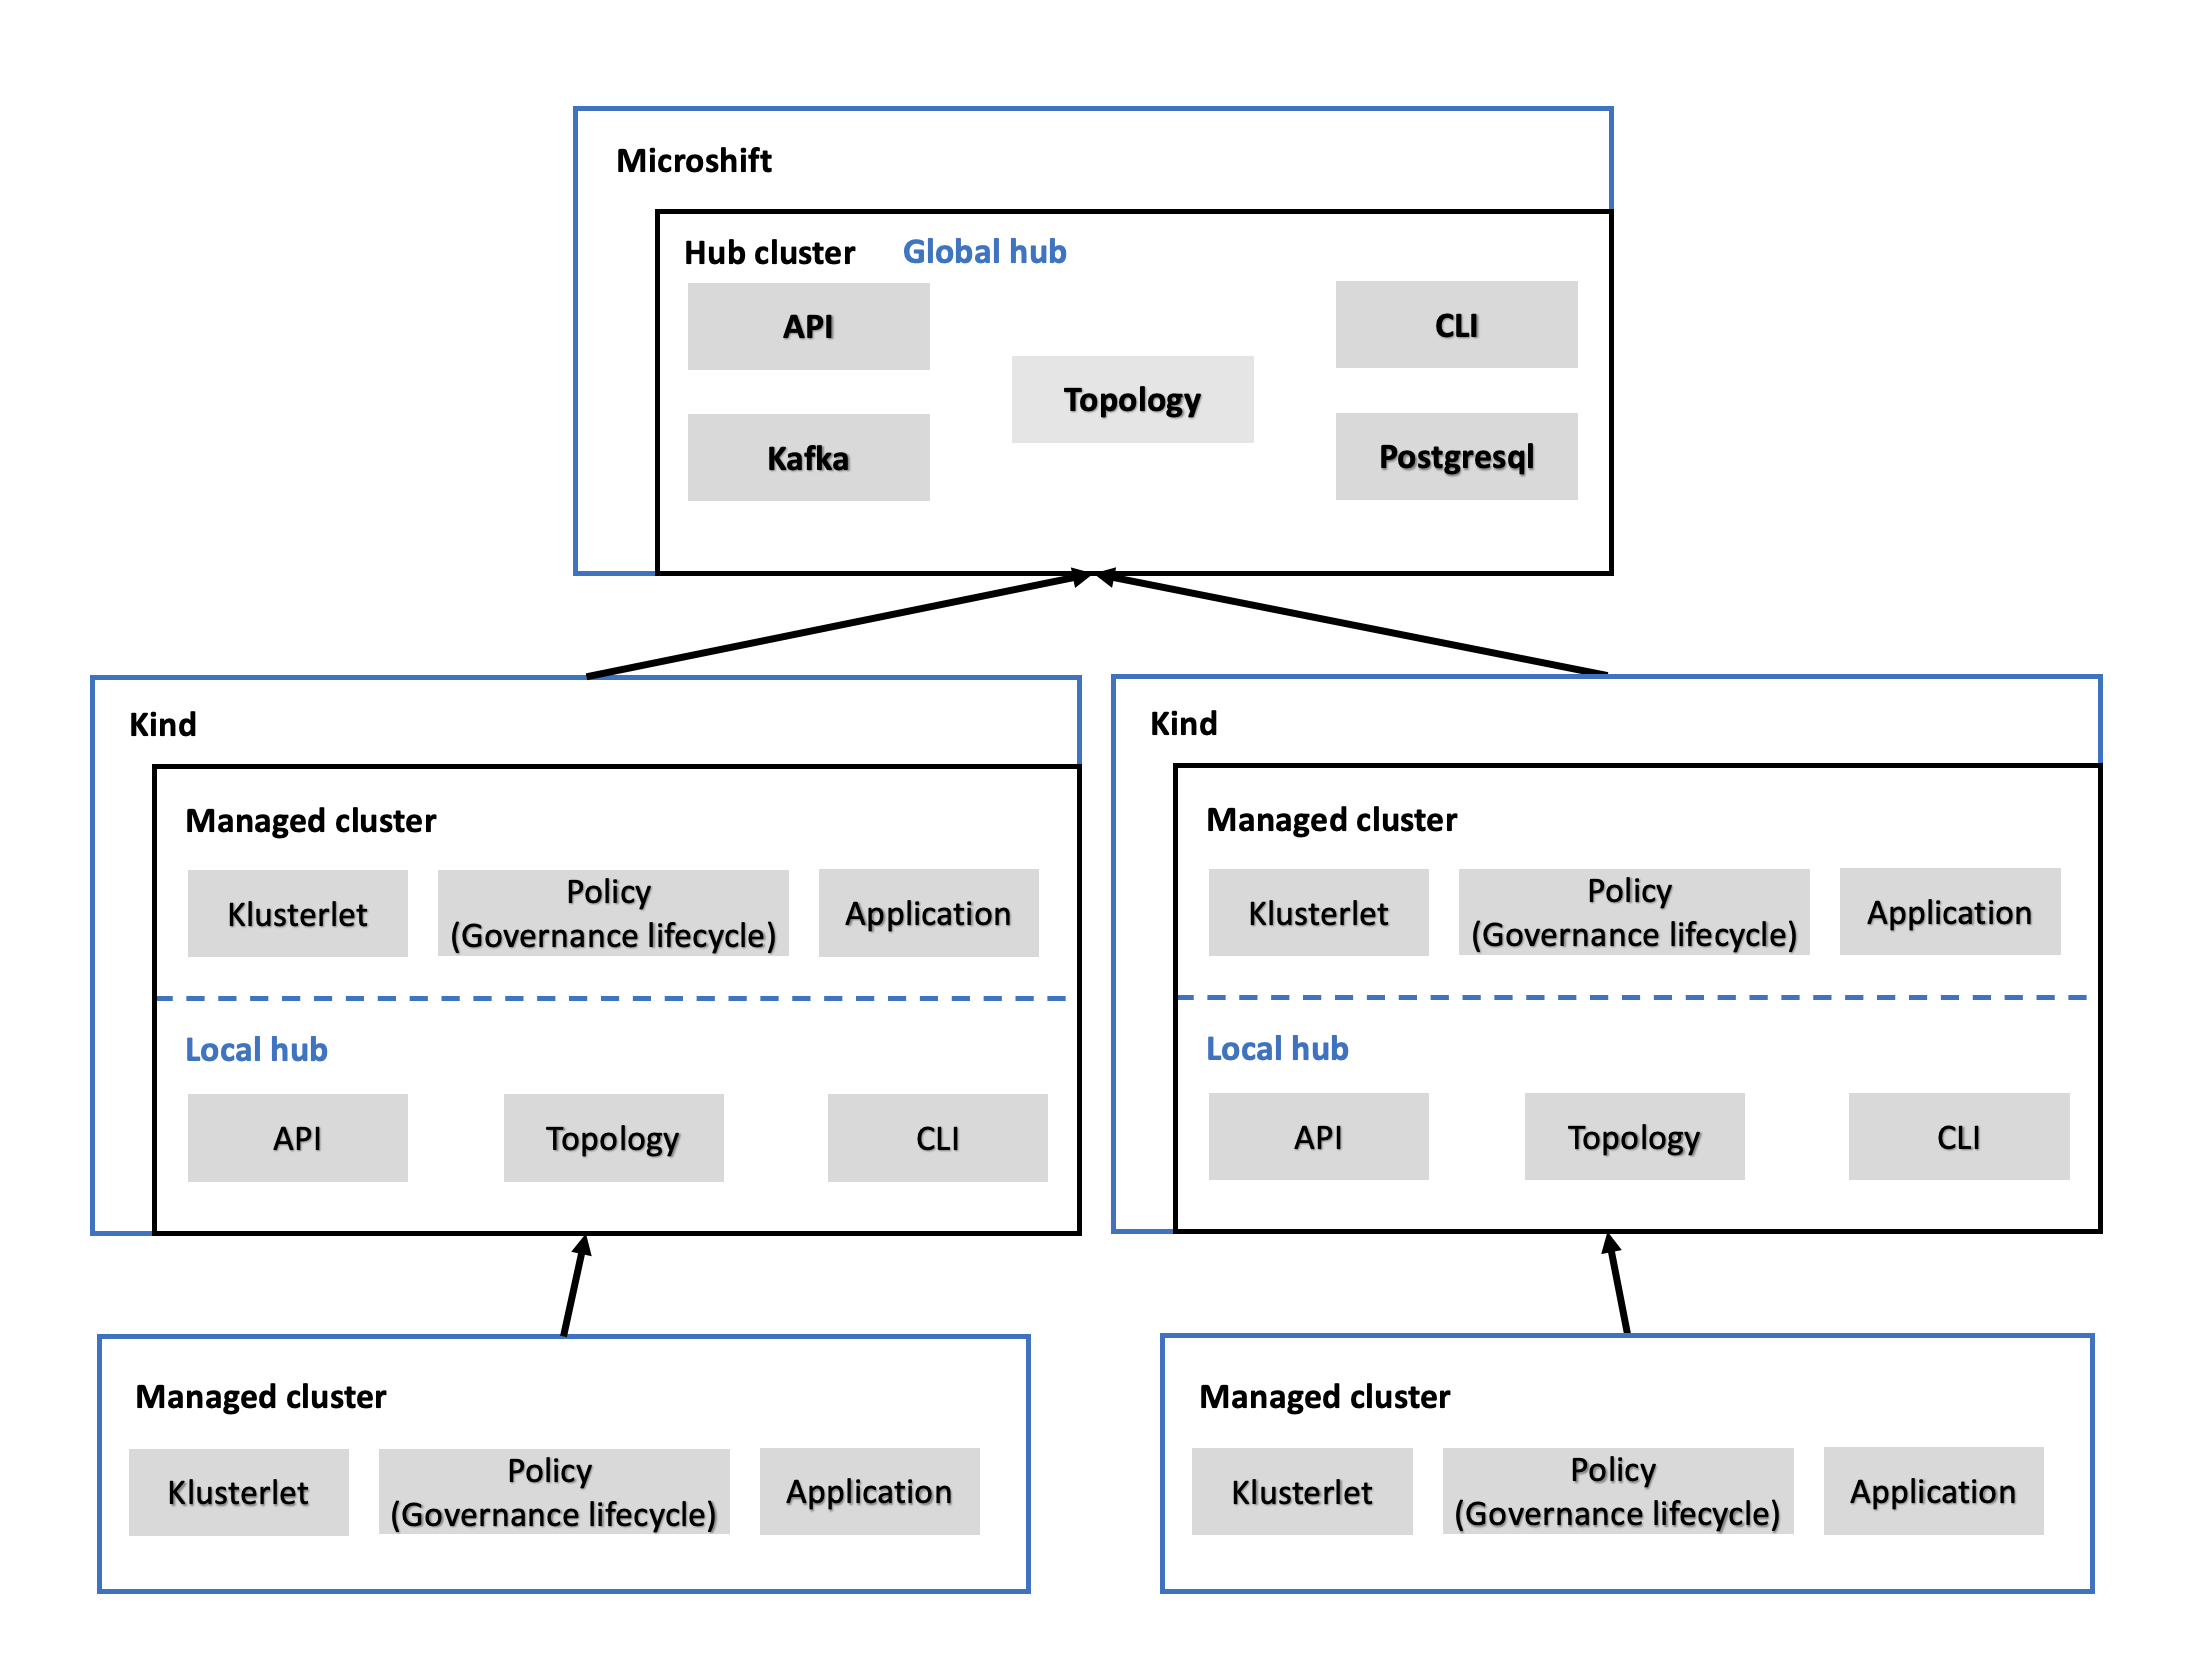 Microshift
Hub cluster Global hub
API
CLI
Topology
Kafka
Postgresql
Kind
Managed cluster
Klusterlet
Policy
(Governance lifecycle)
Application
Local hub
API
Topology
CLI
Kind
Managed cluster
Klusterlet
Policy
(Governance lifecycle)
Application
Local hub
API
Topology
CLI
Managed cluster
Klusterlet
Policy
(Governance lifecycle)
Application
Managed cluster
Klusterlet
Policy
(Governance lifecycle)
Application